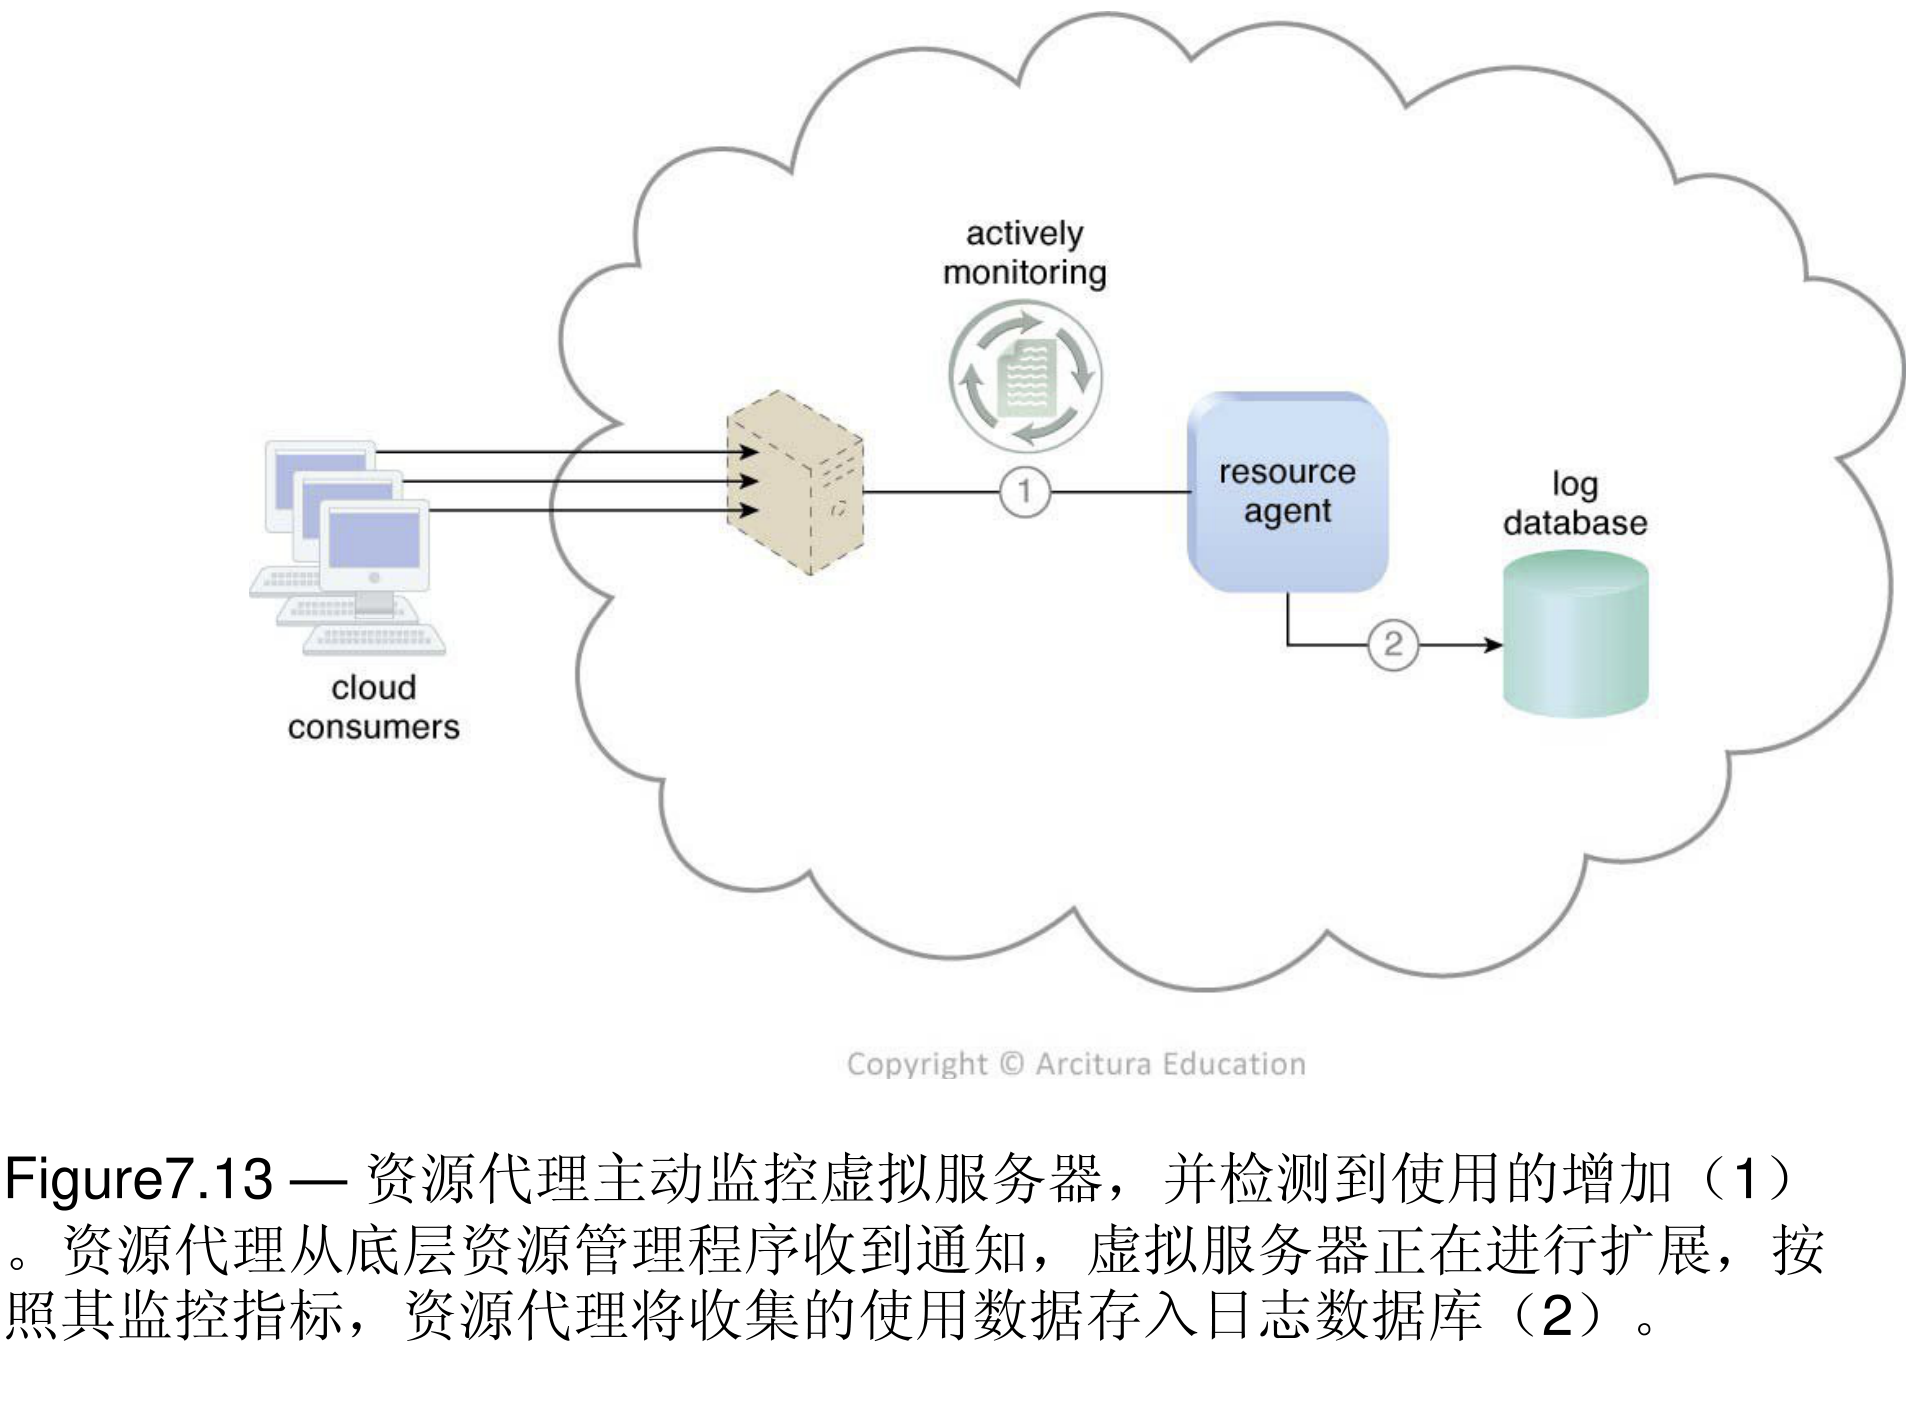 actively
monitoring
resource
agent
1
log
database
2
cloud
consumers
Copyright © Arcitura Education
Figure7.13 — 资源代理主动监控虚拟服务器，并检测到使用的增加（1）
。资源代理从底层资源管理程序收到通知，虚拟服务器正在进行扩展，按
照其监控指标，资源代理将收集的使用数据存入日志数据库（2）。